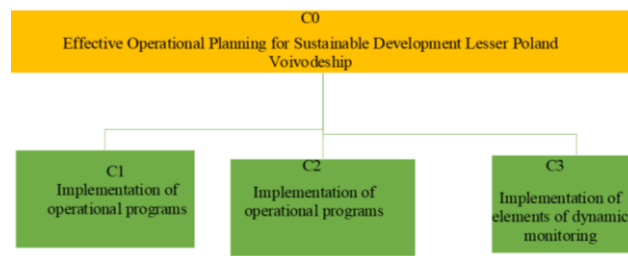 C0
Effective Operational Planning for Sustainable Development Lesser Poland
Voivodeship
C1
Implementation of
operational programs
C2
Implementation of
operational programs
C3
Implementation of
elements of dynamic
monitoring